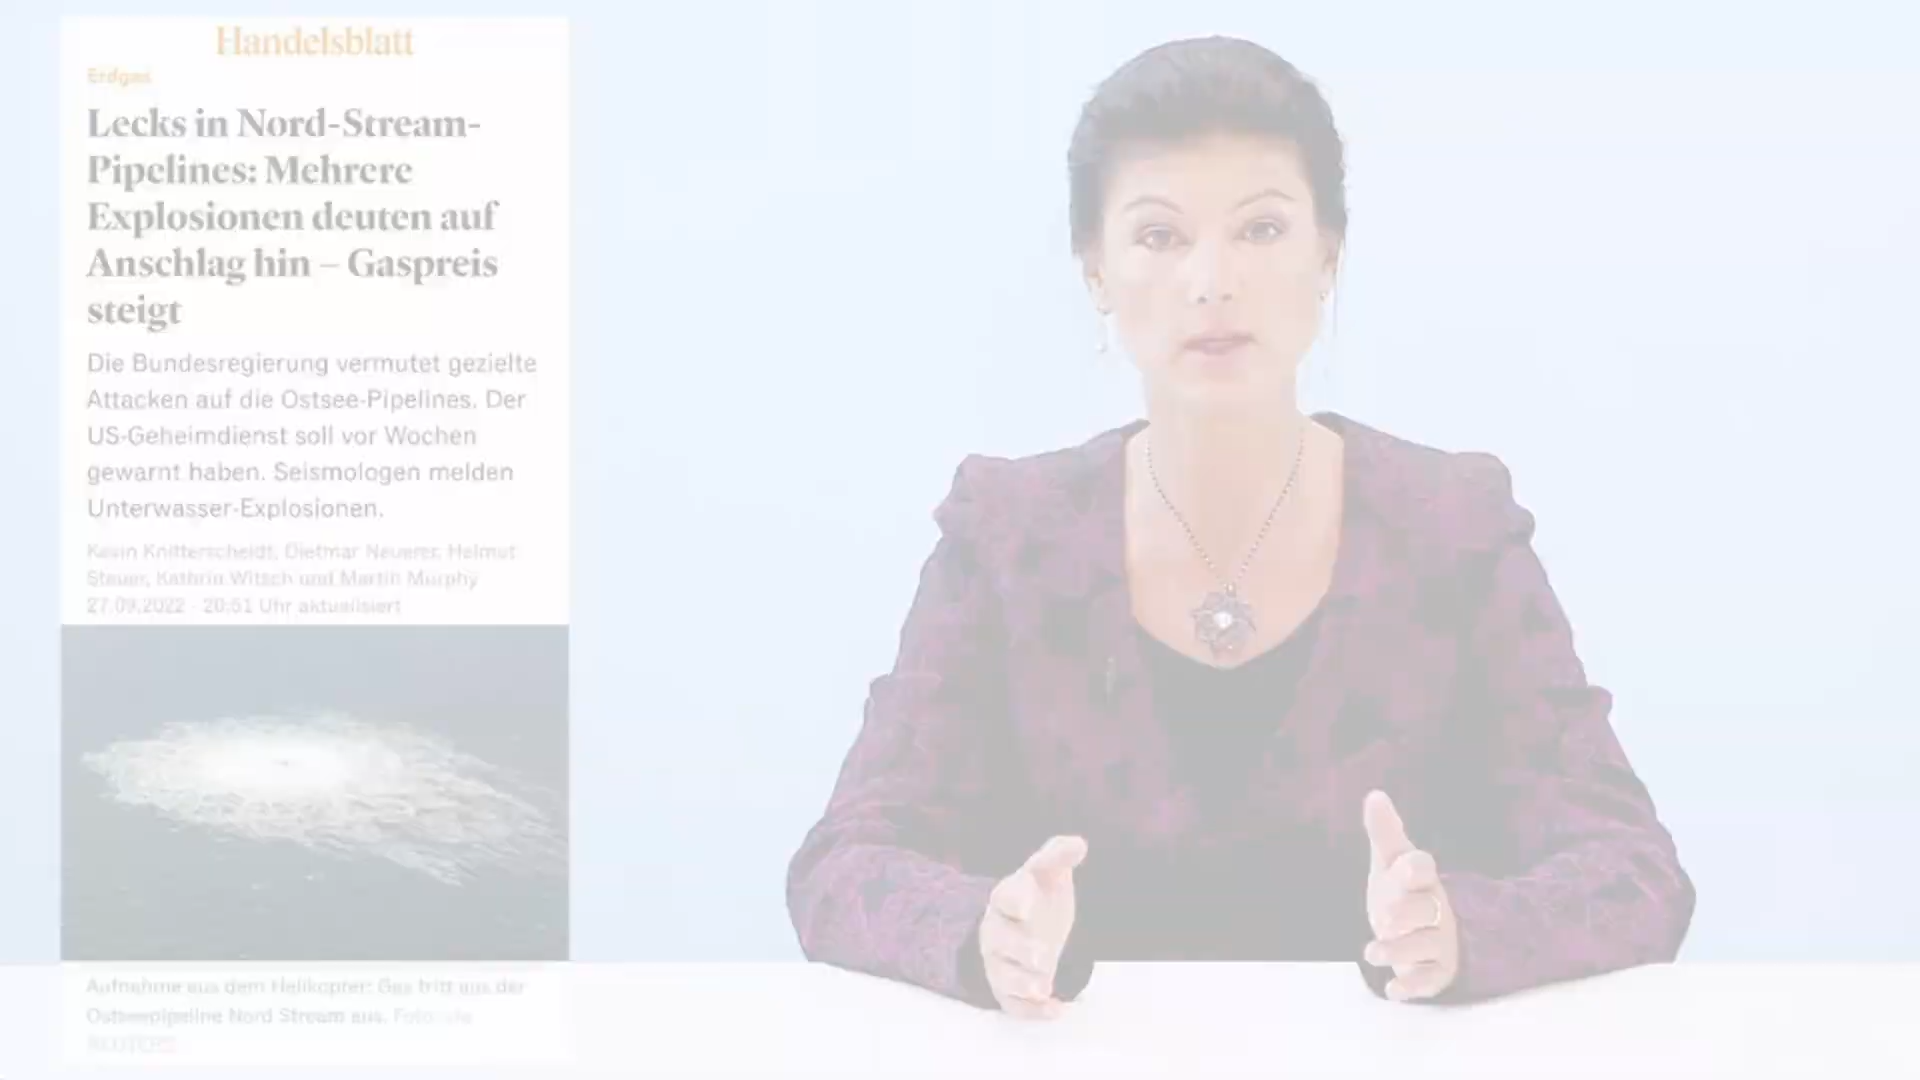 Handelsblatt
Erdgas
Lecks in Nord-Stream-
Pipelines: Mehrere
Explosionen deuten auf
Anschlag hin – Gaspreis
steigt
Die Bundesregierung vermutet gezielte
Attacken auf die Ostsee-Pipelines. Der
US-Geheimdienst soll vor Wochen
gewarnt haben. Seismologen melden
Unterwasser-Explosionen.
Kevin Knitterscheidt, Dietmar Neuerer, Helmut
Steuer, Kathrin Witsch und Martin Murphy
27.09.2022 - 20:51 Uhr aktualisiert
Aufnahme aus dem Helikopter: Gas tritt aus der
Ostseepipeline Nord Stream aus. Foto:
REUTERS